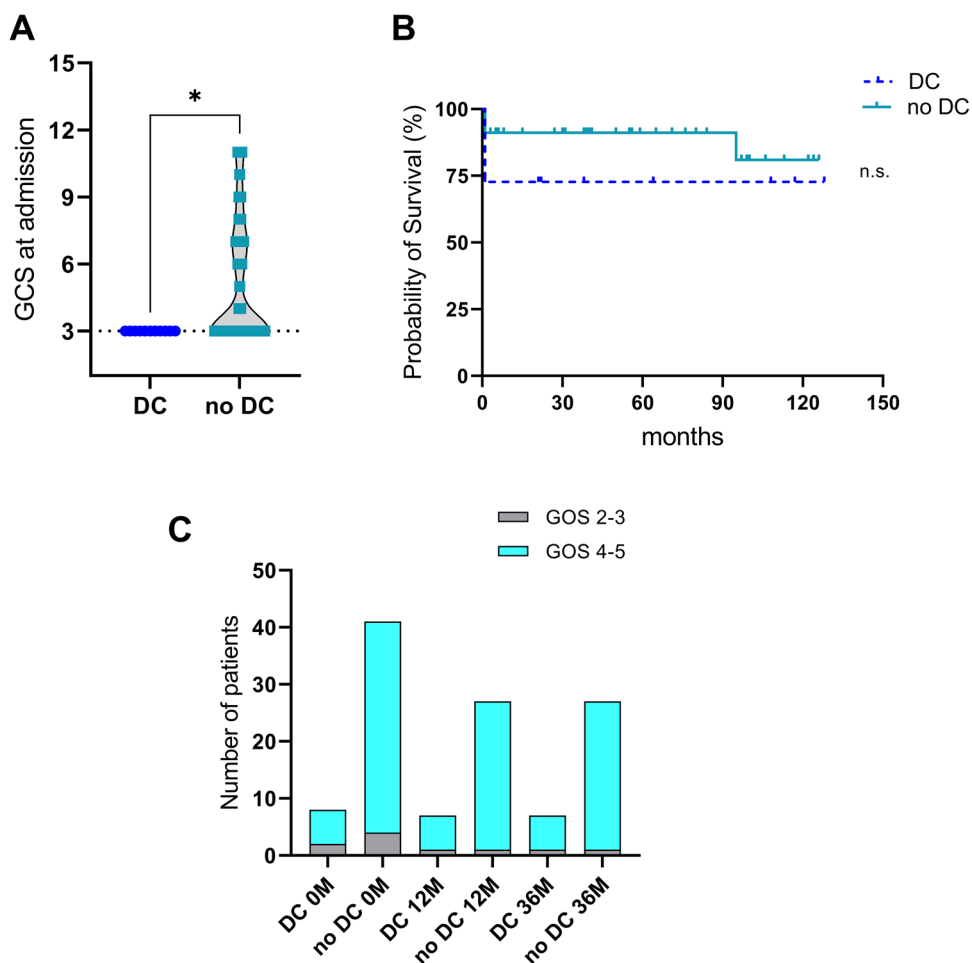 A
15
12
9
6
3
GCS at admission
*
DC
no DC
B
100
75
50
25
0
Probability of Survival (%)
0
30
60
90
120
150
months
DC
no DC
n.s.
C
GOS 2-3
GOS 4-5
50
40
30
20
10
0
Number of patients
DC 0M
no DC 0M
DC 12M
no DC 12M
DC 36M
no DC 36M